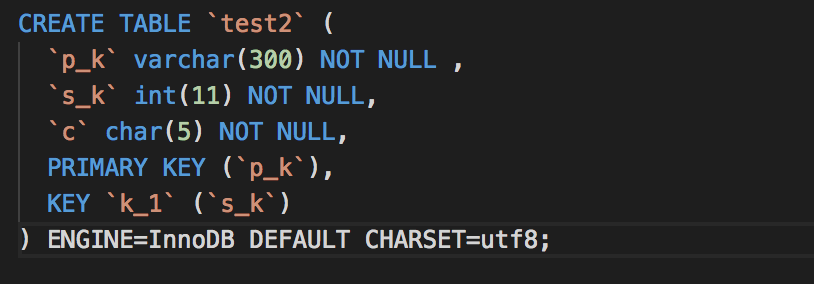 CREATE TABLE `test2` (
  `p_k` varchar(300) NOT NULL ,
  `s_k` int(11) NOT NULL,
  `c` char(5) NOT NULL,
  PRIMARY KEY (`p_k`),
  KEY `k_1` (`s_k`)
) ENGINE=InnoDB DEFAULT CHARSET=utf8;